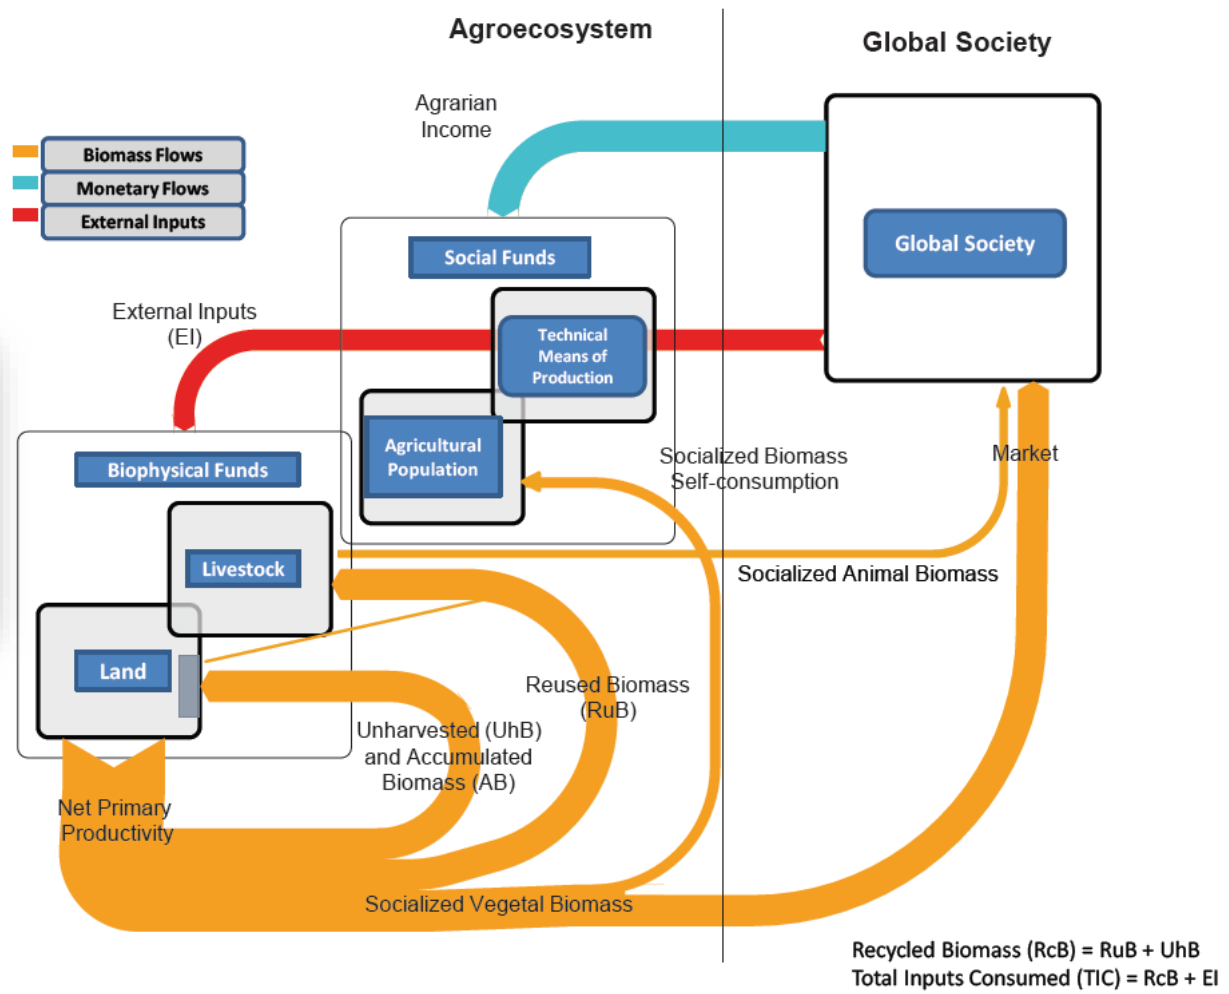 Agroecosystem
Global Society
Agrarian
Income
Biomass Flows
Monetary Flows
External Inputs
Global Society
Social Funds
External Inputs
(EI)
Technical
Means of
Production
Agricultural
Population
Socialized Biomass
Self-consumption
Market
Biophysical Funds
Livestock
Socialized Animal Biomass
Land
Reused Biomass
(RuB)
Unharvested (UhB)
and Accumulated
Biomass (AB)
Net Primary
Productivity
Socialized Vegetal Biomass
Recycled Biomass (RcB) = RuB + UhB
Total Inputs Consumed (TIC) = RcB + EI